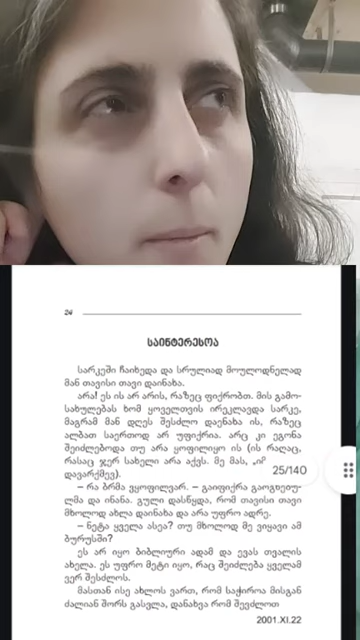 24
ᲡᲐᲘᲜᲢᲔᲠᲔᲡᲝᲐ
სარკეში ჩაიხედა და სრულიად მოულოდნელად
მან თავისი თავი დაინახა.
არა! ეს ის არ არის, რაზეც ფიქრობთ. მის გამო-
სახულებას ხომ ყოველთვის ირეკლავდა სარკე,
მაგრამ მან დღეს შესძლო დაენახა ის, რაზეც
ალბათ საერთოდ არ უფიქრია. არც კი ეგონა
შეიძლებოდა თუ არა ყოფილიყო ის (ის რაღაც,
რასაც ჯერ სახელი არ აქვს. მე მას,
დავარქმევ).
25/140
– რა ბრმა ვყოფილვარ. – გაიფიქრა
და ინანა. გული დასწყდა, რომ თავისი თავი
მხოლოდ ახლა დაინახა და არა უფრო ადრე.
– ნეტა ყველა ასეა? თუ მხოლოდ მე ვიყავი ამ
ბურუსში?
ეს არ იყო ბიბლიური ადამ და ევას თვალის
ახელა. ეს უფრო მეტი იყო, რაც შეიძლება ყველამ
ვერ შესძლოს.
მასთან ისე ახლოს ვართ, რომ საჭიროა მისგან
ძალიან შორს გასვლა, დანახვა რომ შევძლოთ
2001.XI.22